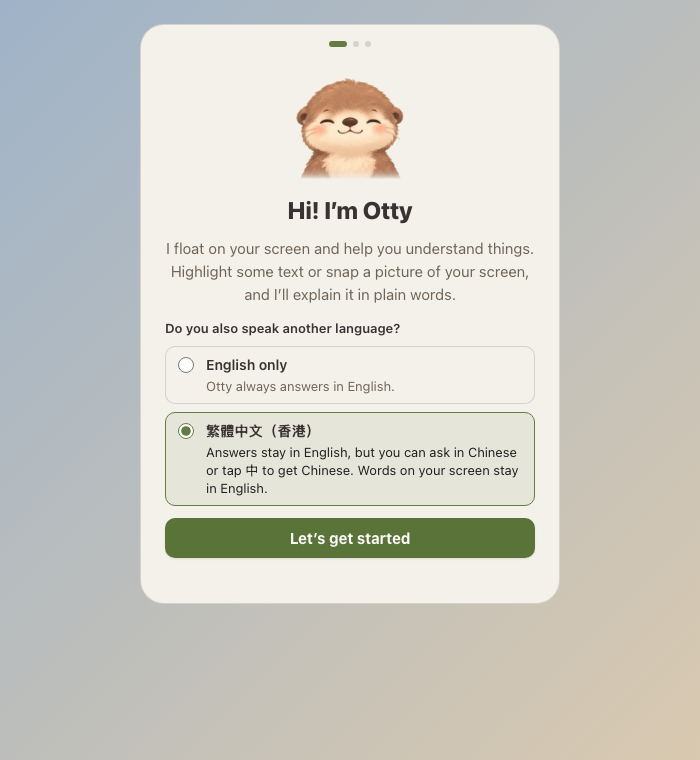 Hi! I’m Otty
I float on your screen and help you understand things.
Highlight some text or snap a picture of your screen,
and I’ll explain it in plain words.
Do you also speak another language?
English only
Otty always answers in English.
繁體中文（香港）
Answers stay in English, but you can ask in Chinese
or tap 中 to get Chinese. Words on your screen stay
in English.
Let’s get started